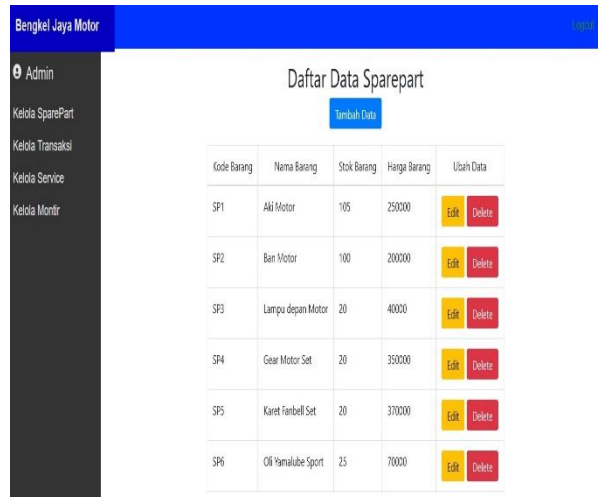 Bengkel Jaya Motor
Logout
Admin
Kelola SparePart
Kelola Transaksi
Kelola Service
Kelola Montir
Daftar Data Sparepart
Tambah Data
Kode Barang Nama Barang Stok Barang Harga Barang Ubah Data
SP1 Aki Motor 105 250000 Edit Delete
SP2 Ban Motor 100 200000 Edit Delete
SP3 Lampu depan Motor 20 40000 Edit Delete
SP4 Gear Motor Set 20 350000 Edit Delete
SP5 Karet Fanbell Set 20 370000 Edit Delete
SP6 Oli Yamalube Sport 25 70000 Edit Delete